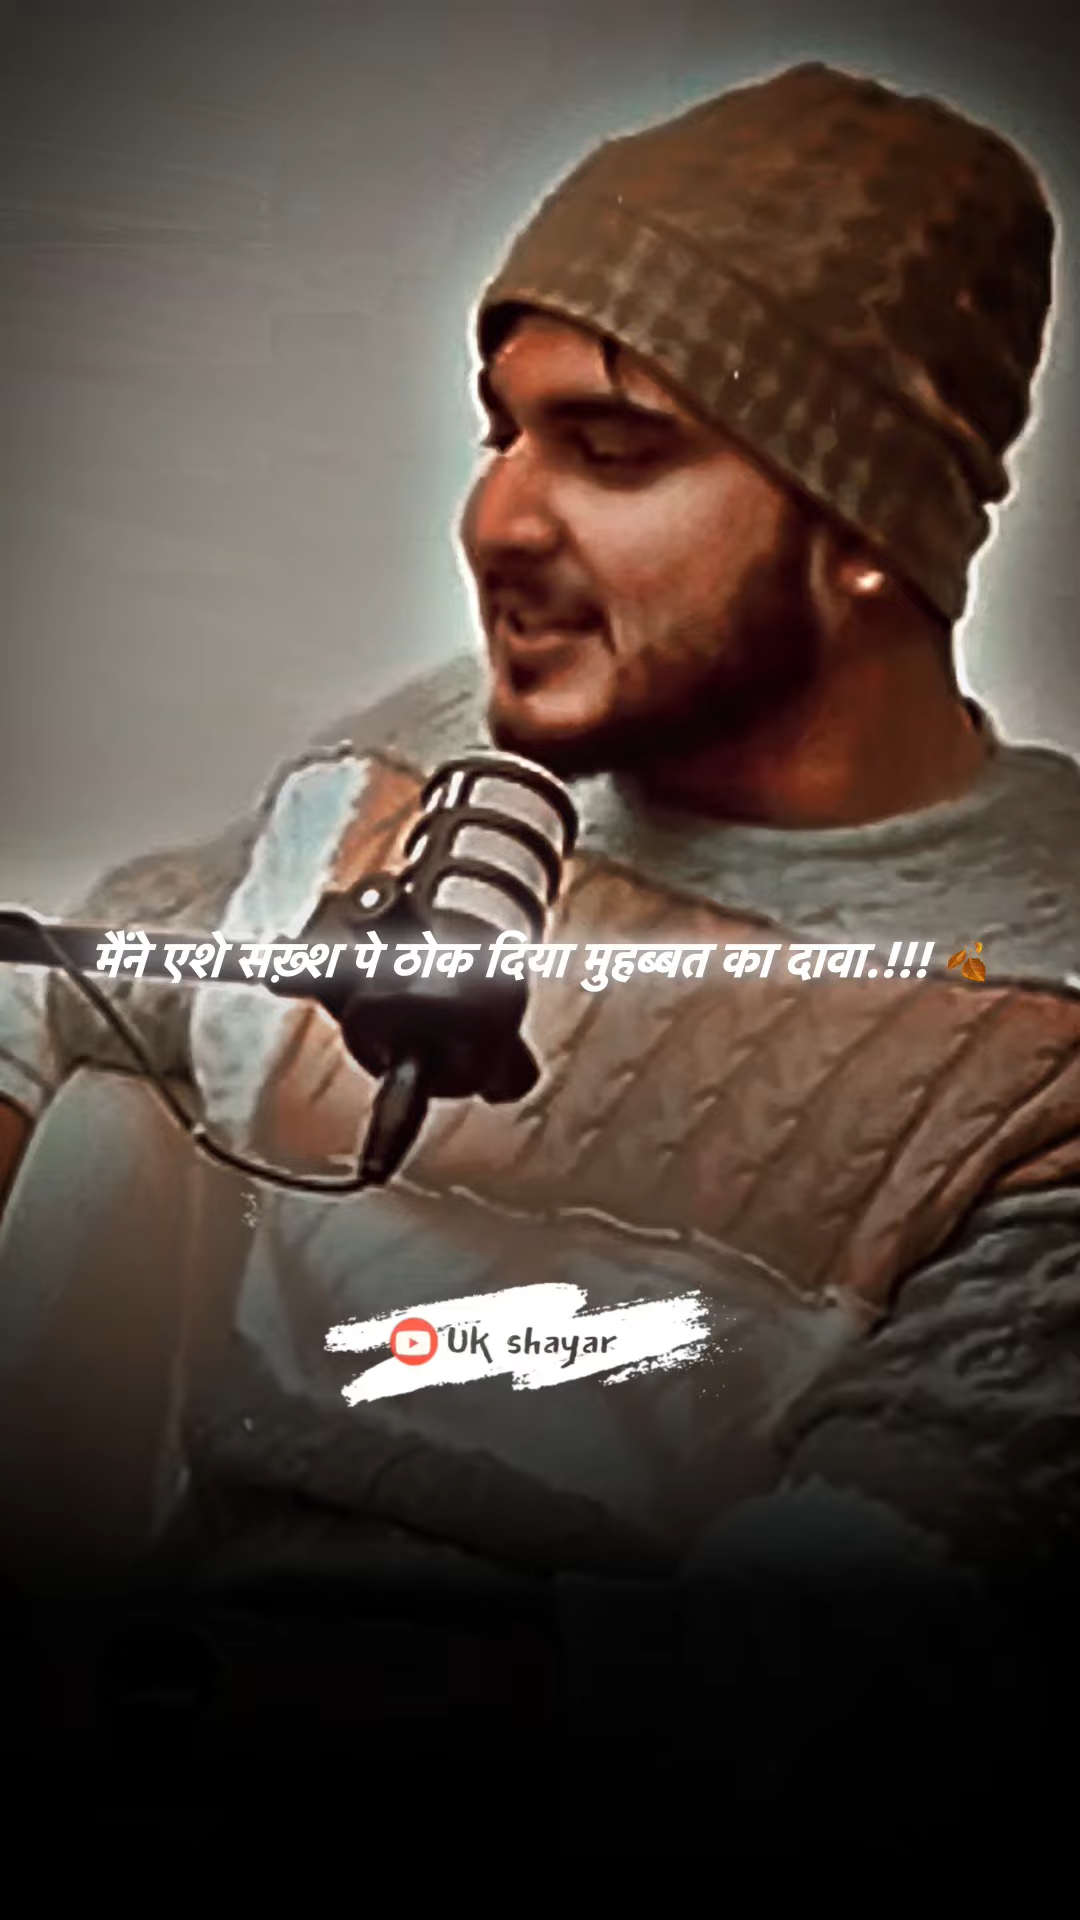 मैंने एशे सख़्श पे ठोक दिया मुहब्बत का दावा.!!! 🍂
UK shayar